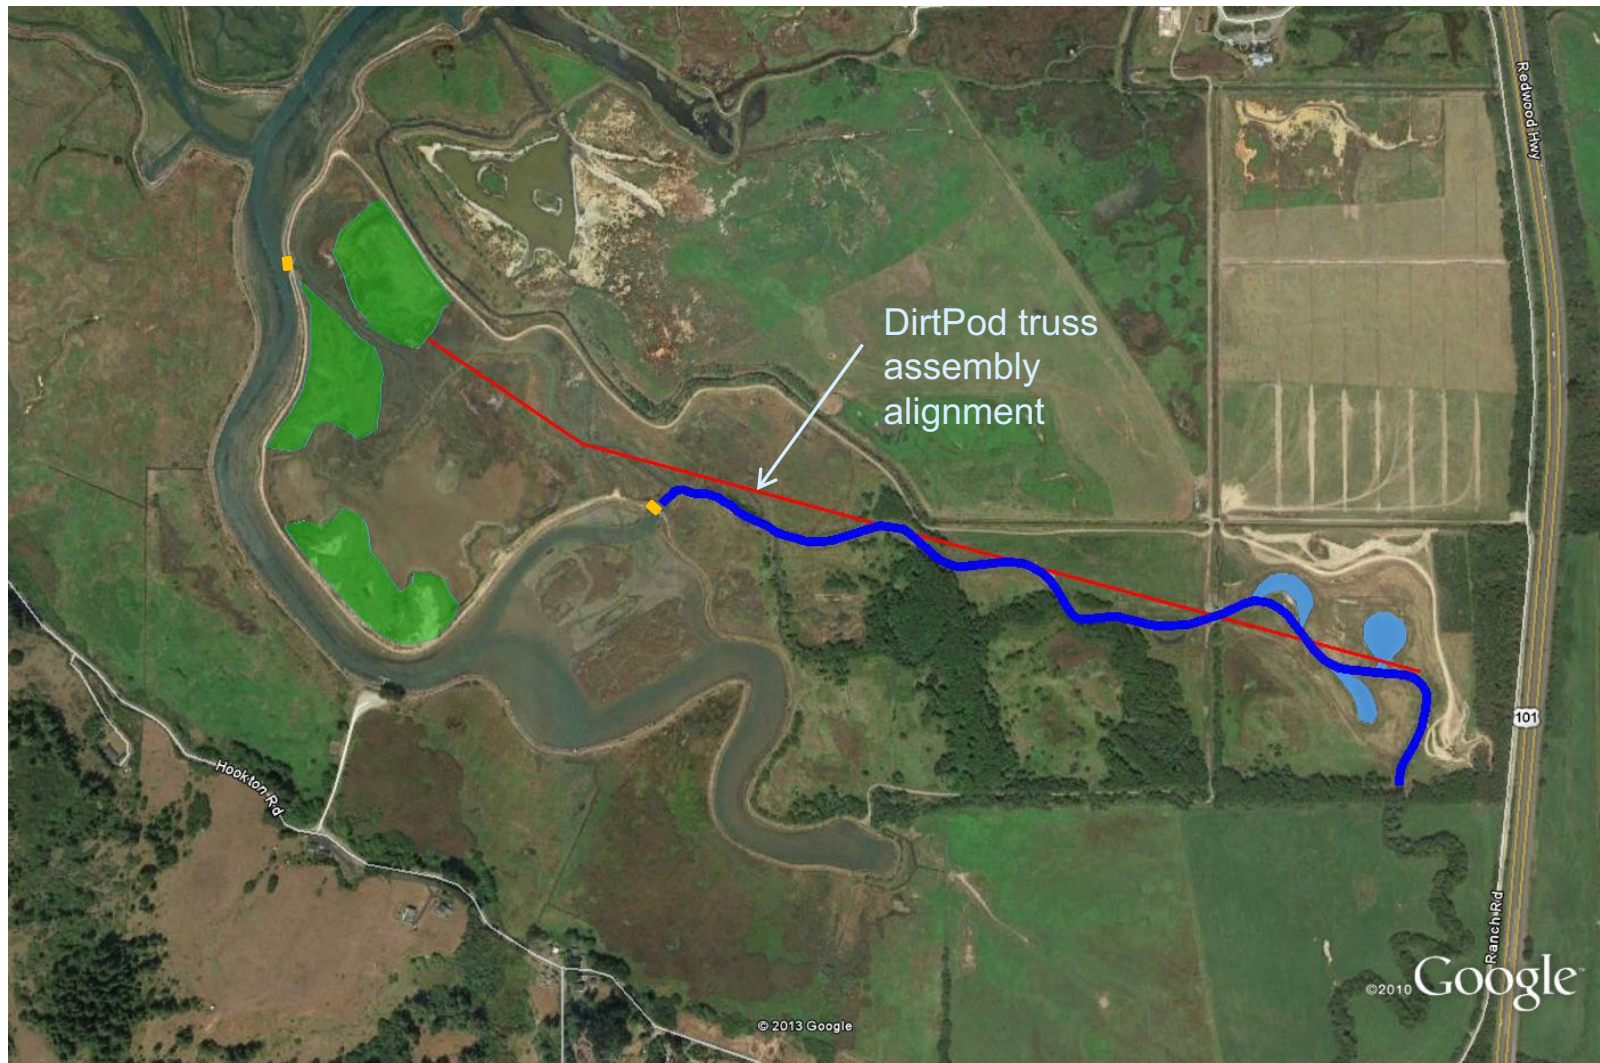 Redwood Hwy
DirtPod truss
assembly
alignment
101
Hookton Rd
Ranch Rd
©2010 Google
© 2013 Google